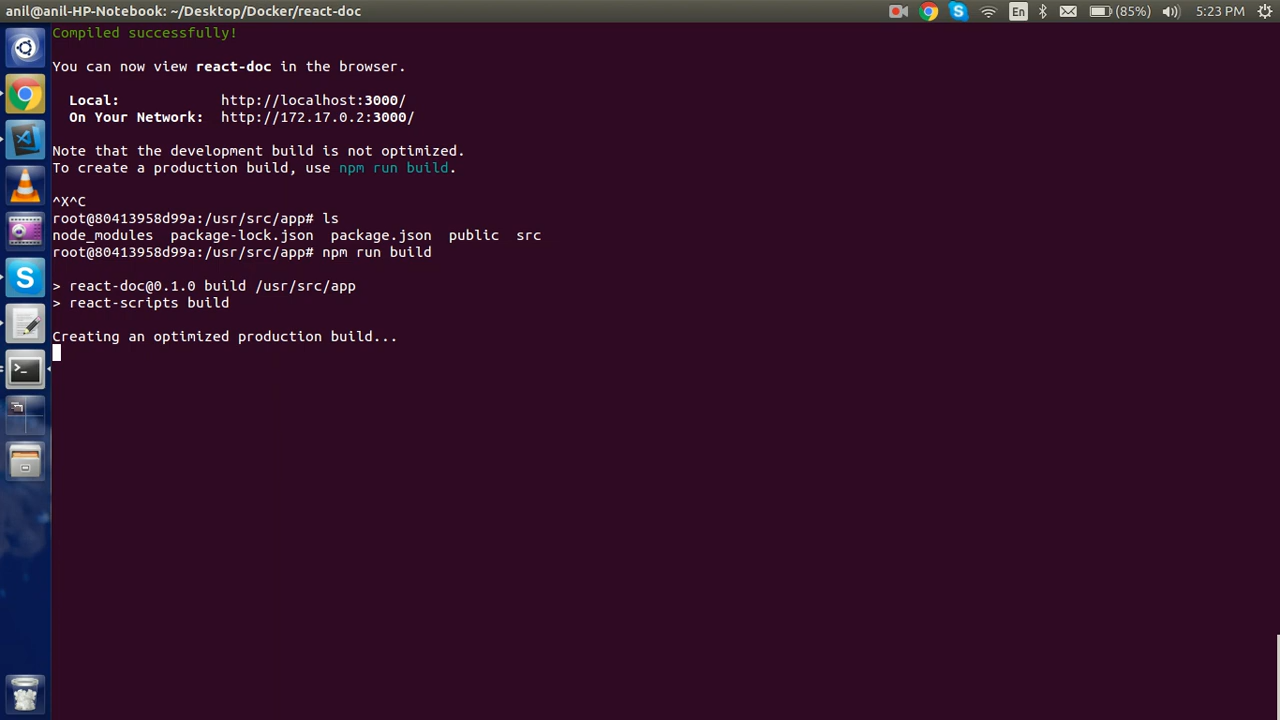 anil@anil-HP-Notebook: ~/Desktop/Docker/react-doc
En
(85%)
5:23 PM
Compiled successfully!
You can now view react-doc in the browser.
Local: http://localhost:3000/
On Your Network: http://172.17.0.2:3000/
Note that the development build is not optimized.
To create a production build, use npm run build.
^X^C
root@80413958d99a:/usr/src/app# ls
node_modules package-lock.json package.json public src
root@80413958d99a:/usr/src/app# npm run build
> react-doc@0.1.0 build /usr/src/app
> react-scripts build
Creating an optimized production build...